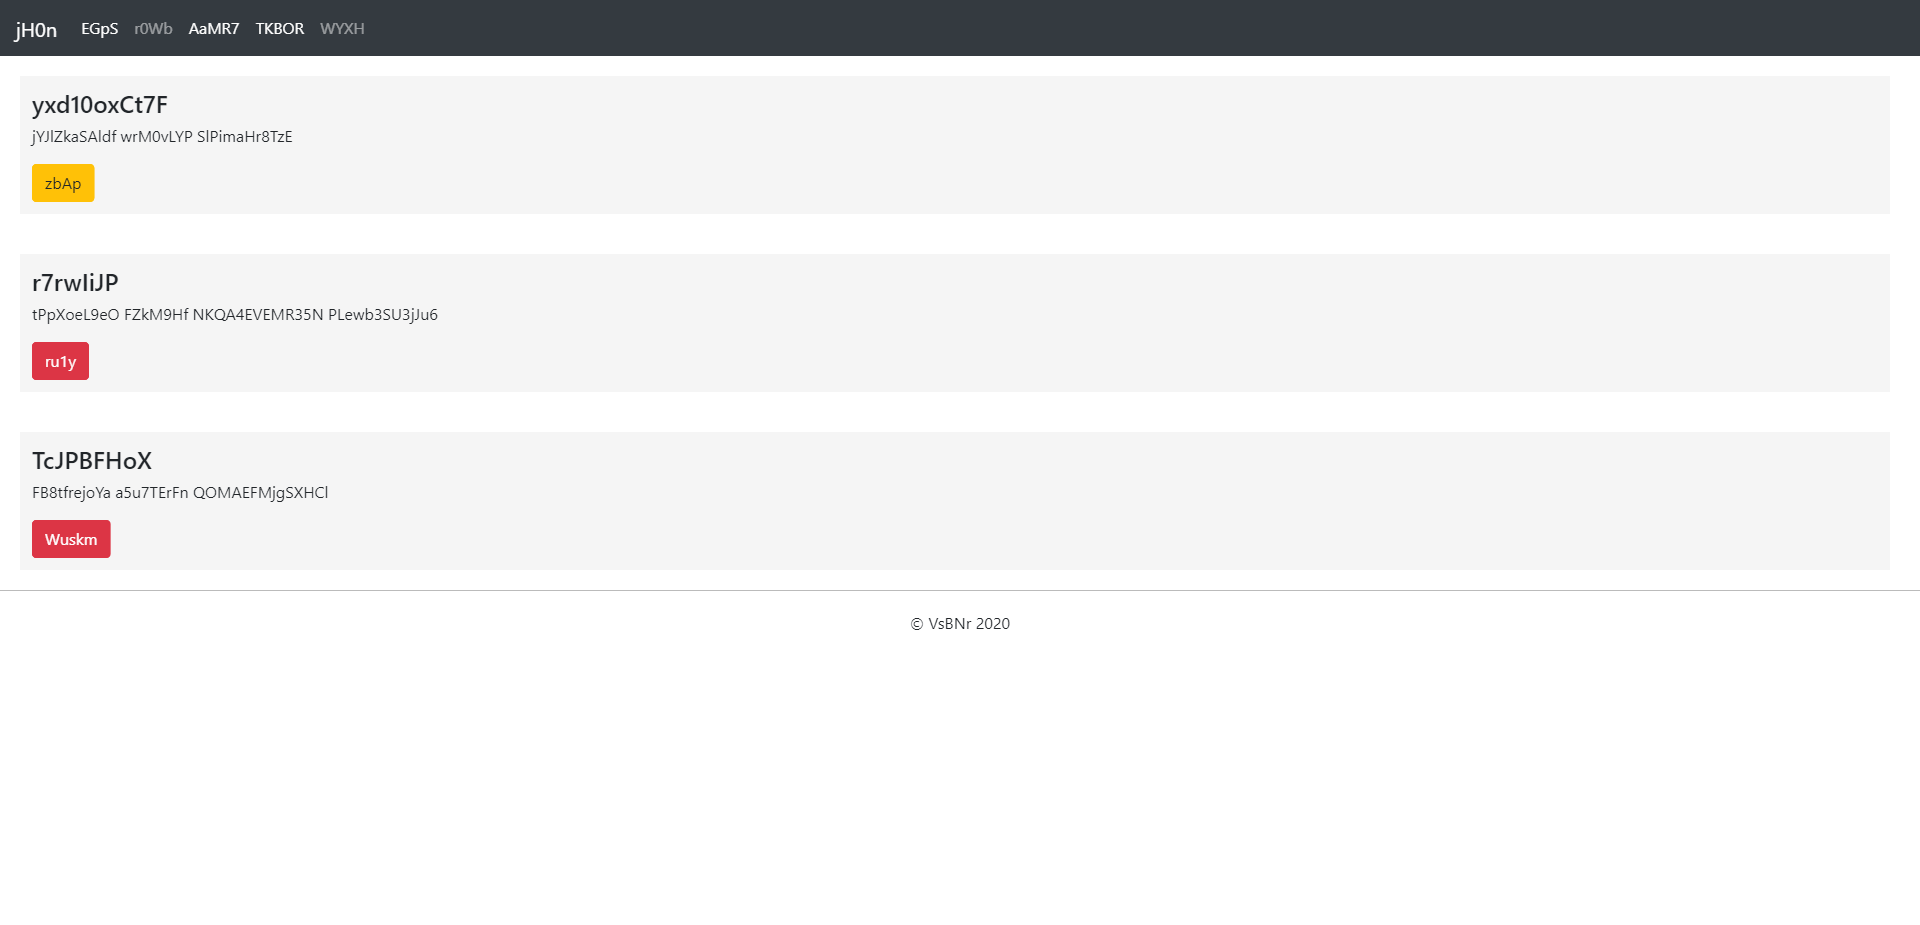 jH0n EGpS r0Wb AaMR7 TKBOR WYXH
yxd10oxCt7F
jYJlZkaSAldf wrM0vLYP SlPimaHr8TzE
zbAp
r7rwIiJP
tPpXoeL9eO FZkM9Hf NKQA4EVEMR35N PLewb3SU3jJu6
ru1y
TcJPBFHoX
FB8tfrejoYa a5u7TErFn QOMAEFMjgSXHCl
Wuskm
© VsBNr 2020